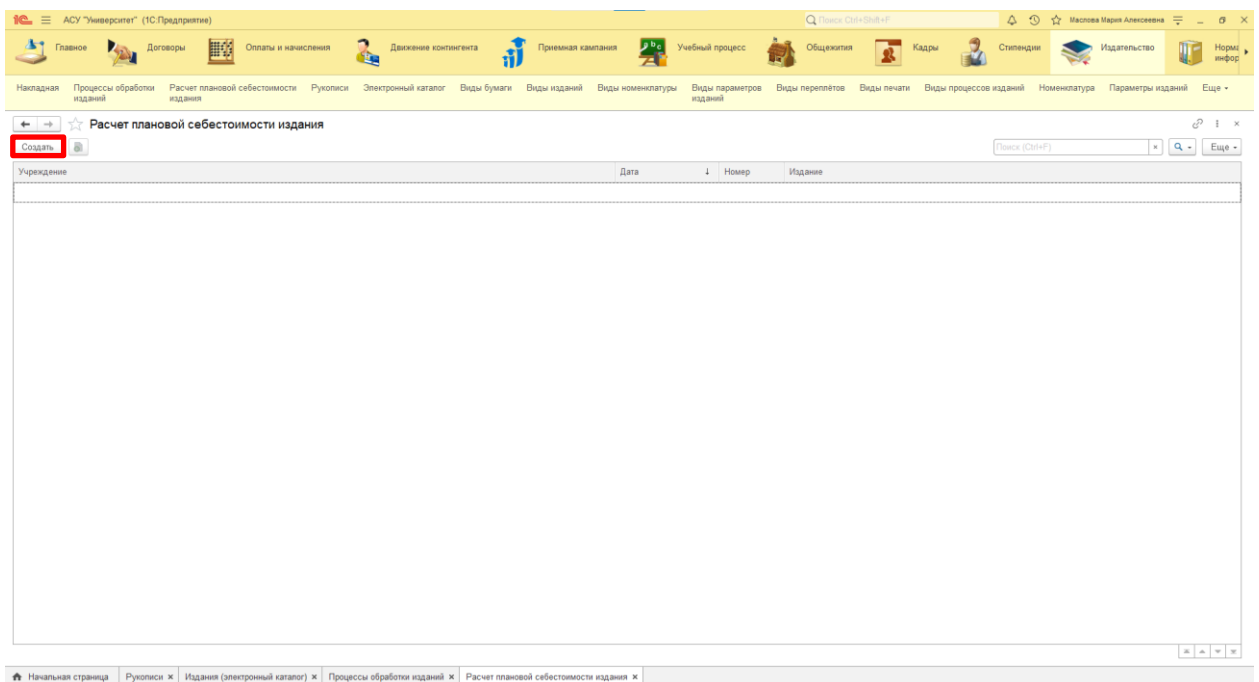 1С АСУ "Университет" (1С:Предприятие) Поиск Ctrl+Shift+F Маслова Мария Алексеевна
Главное Договоры Оплаты и начисления Движение контингента Приемная кампания Учебный процесс Общежития Кадры Стипендии Издательство
Накладная Процессы обработки изданий Расчет плановой себестоимости издания Рукописи Электронный каталог Виды бумаги Виды изданий Виды номенклатуры Виды параметров изданий Виды переплётов Виды печати Виды процессов изданий Номенклатура Параметры изданий Еще
Расчет плановой себестоимости издания
Создать Поиск (Ctrl+F) Еще
Учреждение Дата Номер Издание
Начальная страница Рукописи Издания (электронный каталог) Процессы обработки изданий Расчет плановой себестоимости издания